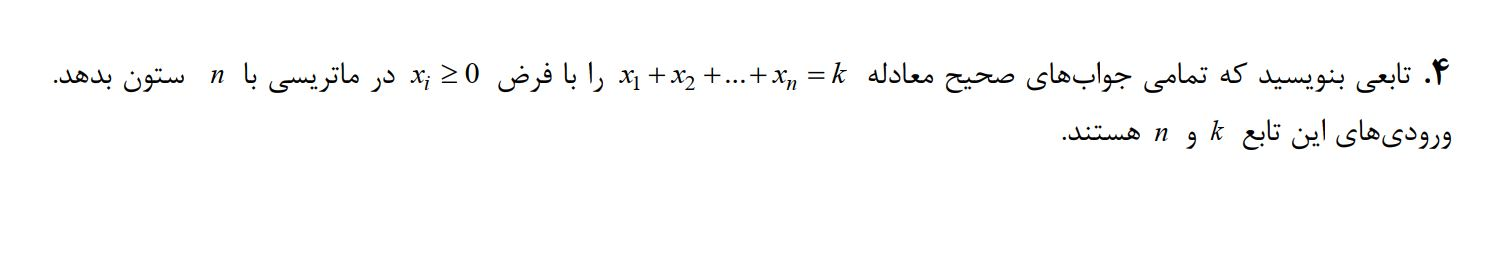 ۴. تابعی بنویسید که تمامی جواب‌های صحیح معادله x₁ + x₂ + ... + xₙ = k را با فرض xᵢ ≥ 0 در ماتریسی با n ستون بدهد.
ورودی‌های این تابع k و n هستند.